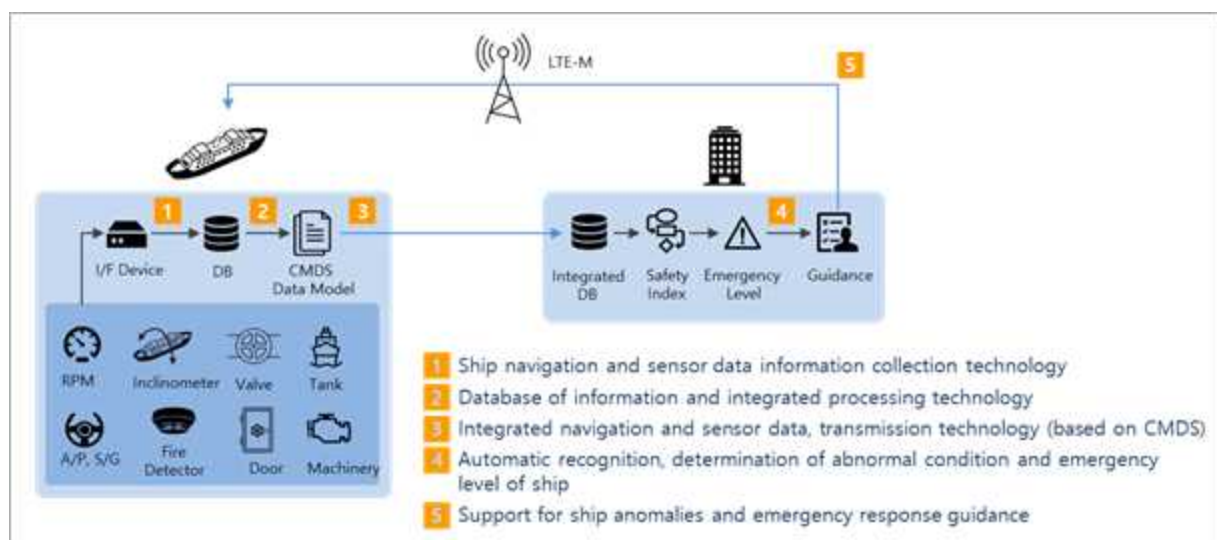 LTE-M
5
1
2
3
4
I/F Device
DB
CMDS
Data Model
Integrated
DB
Safety
Index
Emergency
Level
Guidance
RPM
Inclinometer
Valve
Tank
A/P, S/G
Fire
Detector
Door
Machinery
1 Ship navigation and sensor data information collection technology
2 Database of information and integrated processing technology
3 Integrated navigation and sensor data, transmission technology (based on CMDS)
4 Automatic recognition, determination of abnormal condition and emergency
level of ship
5 Support for ship anomalies and emergency response guidance